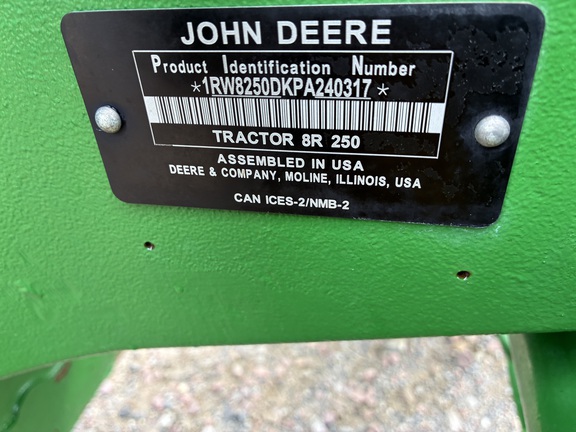 JOHN DEERE
Product Identification Number
*1RW8250DKPA240317*
TRACTOR 8R 250
ASSEMBLED IN USA
DEERE & COMPANY, MOLINE, ILLINOIS, USA
CAN ICES-2/NMB-2